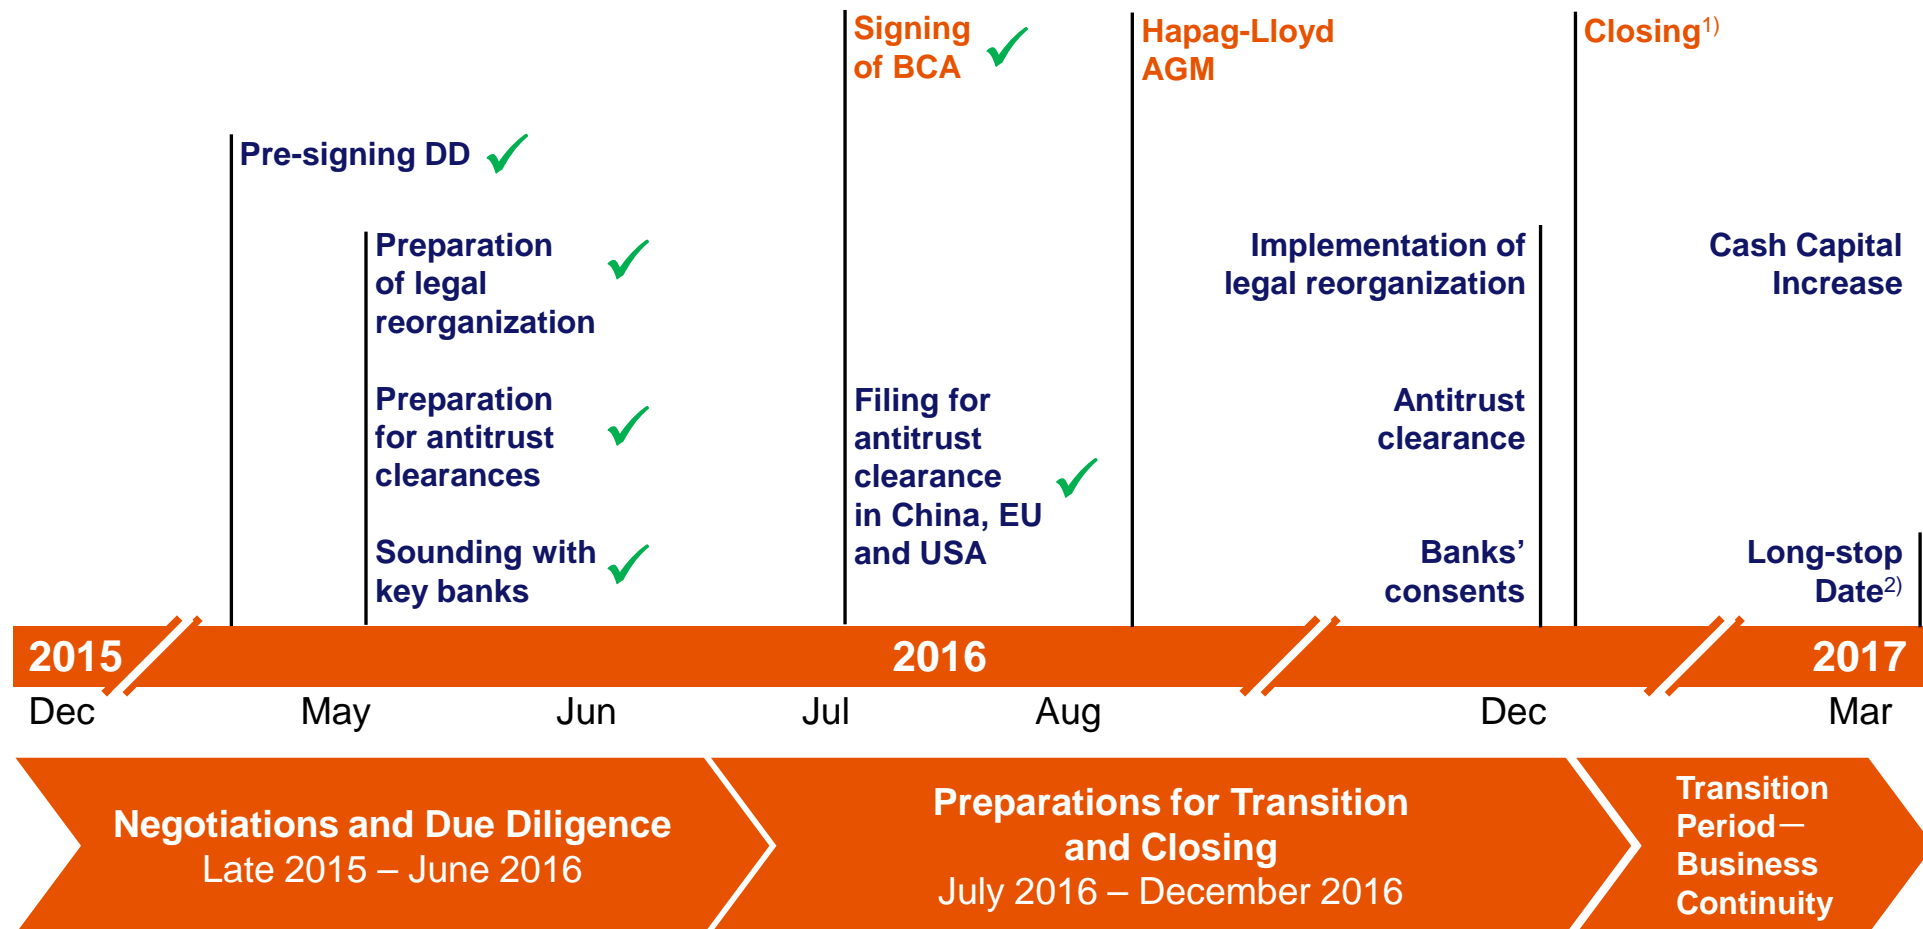 Signing
of BCA
Hapag-Lloyd
AGM
Closing1)
Pre-signing DD
Preparation
of legal
reorganization
Implementation of
legal reorganization
Cash Capital
Increase
Preparation
for antitrust
clearances
Filing for
antitrust
clearance
in China, EU
and USA
Antitrust
clearance
Sounding with
key banks
Banks’
consents
Long-stop
Date2)
2015
2016
2017
Dec
May
Jun
Jul
Aug
Dec
Mar
Negotiations and Due Diligence
Late 2015 – June 2016
Preparations for Transition
and Closing
July 2016 – December 2016
Transition
Period—
Business
Continuity